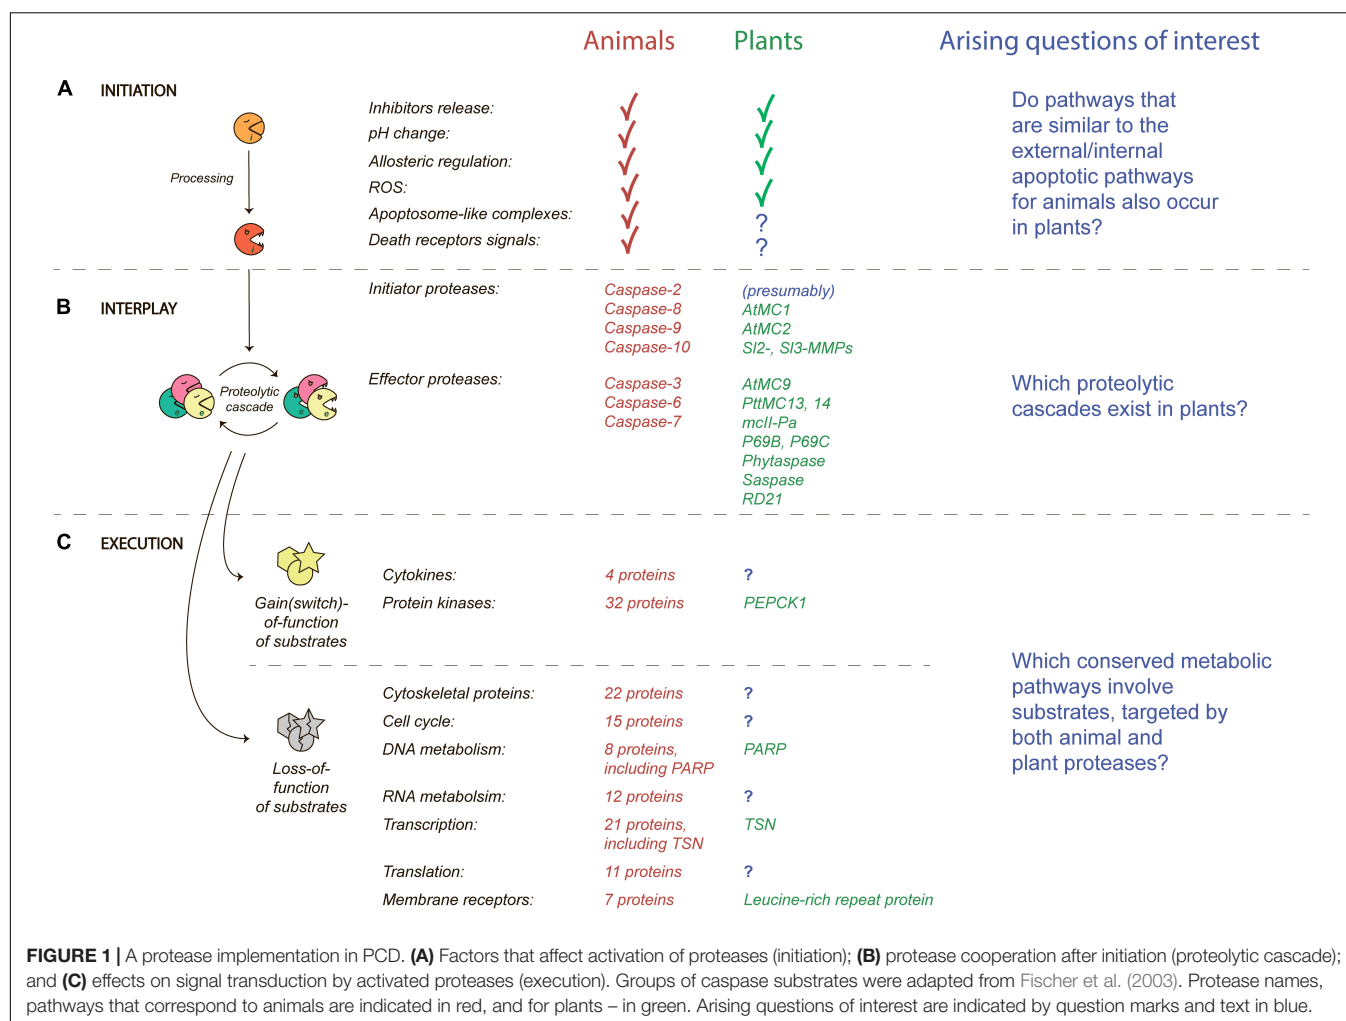 Animals Plants Arising questions of interest
A INITIATION
Processing
Inhibitors release: ✓ ✓
pH change: ✓ ✓
Allosteric regulation: ✓ ✓
ROS: ✓ ✓
Apoptosome-like complexes: ✓ ?
Death receptors signals: ✓ ?
Do pathways that
are similar to the
external/internal
apoptotic pathways
for animals also occur
in plants?
B INTERPLAY
Proteolytic
cascade
e e
Initiator proteases: Caspase-2 (presumably)
Caspase-8 AtMC1
Caspase-9 AtMC2
Caspase-10 Sl2-, Sl3-MMPs
Effector proteases: Caspase-3 AtMC9
Caspase-6 PttMC13, 14
Caspase-7 mcII-Pa
P69B, P69C
Phytaspase
Saspase
RD21
Which proteolytic
cascades exist in plants?
C EXECUTION
Gain(switch)-
of-function
of substrates
Cytokines: 4 proteins ?
Protein kinases: 32 proteins PEPCK1
Loss-of-
function
of substrates
Cytoskeletal proteins: 22 proteins ?
Cell cycle: 15 proteins ?
DNA metabolism: 8 proteins, PARP
including PARP
RNA metabolsim: 12 proteins ?
Transcription: 21 proteins, TSN
including TSN
Translation: 11 proteins ?
Membrane receptors: 7 proteins Leucine-rich repeat protein
Which conserved metabolic
pathways involve
substrates, targeted by
both animal and
plant proteases?
FIGURE 1 | A protease implementation in PCD. (A) Factors that affect activation of proteases (initiation); (B) protease cooperation after initiation (proteolytic cascade);
and (C) effects on signal transduction by activated proteases (execution). Groups of caspase substrates were adapted from Fischer et al. (2003). Protease names,
pathways that correspond to animals are indicated in red, and for plants – in green. Arising questions of interest are indicated by question marks and text in blue.